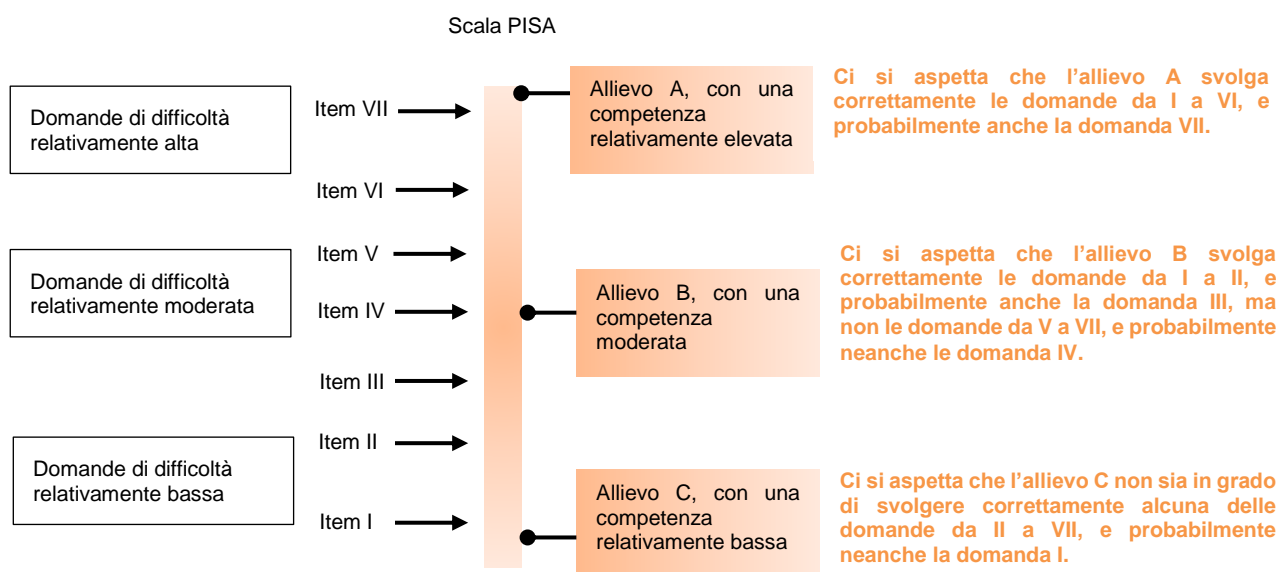 Scala PISA
Domande di difficoltà
relativamente alta
Item VII
Item VI
Allievo A, con una
competenza
relativamente elevata
Ci si aspetta che l’allievo A svolga
correttamente le domande da I a VI, e
probabilmente anche la domanda VII.
Domande di difficoltà
relativamente moderata
Item V
Item IV
Item III
Allievo B, con una
competenza
moderata
Ci si aspetta che l’allievo B svolga
correttamente le domande da I a II, e
probabilmente anche la domanda III, ma
non le domande da V a VII, e probabilmente
neanche le domanda IV.
Domande di difficoltà
relativamente bassa
Item II
Item I
Allievo C, con una
competenza
relativamente bassa
Ci si aspetta che l’allievo C non sia in grado
di svolgere correttamente alcuna delle
domande da II a VII, e probabilmente
neanche la domanda I.